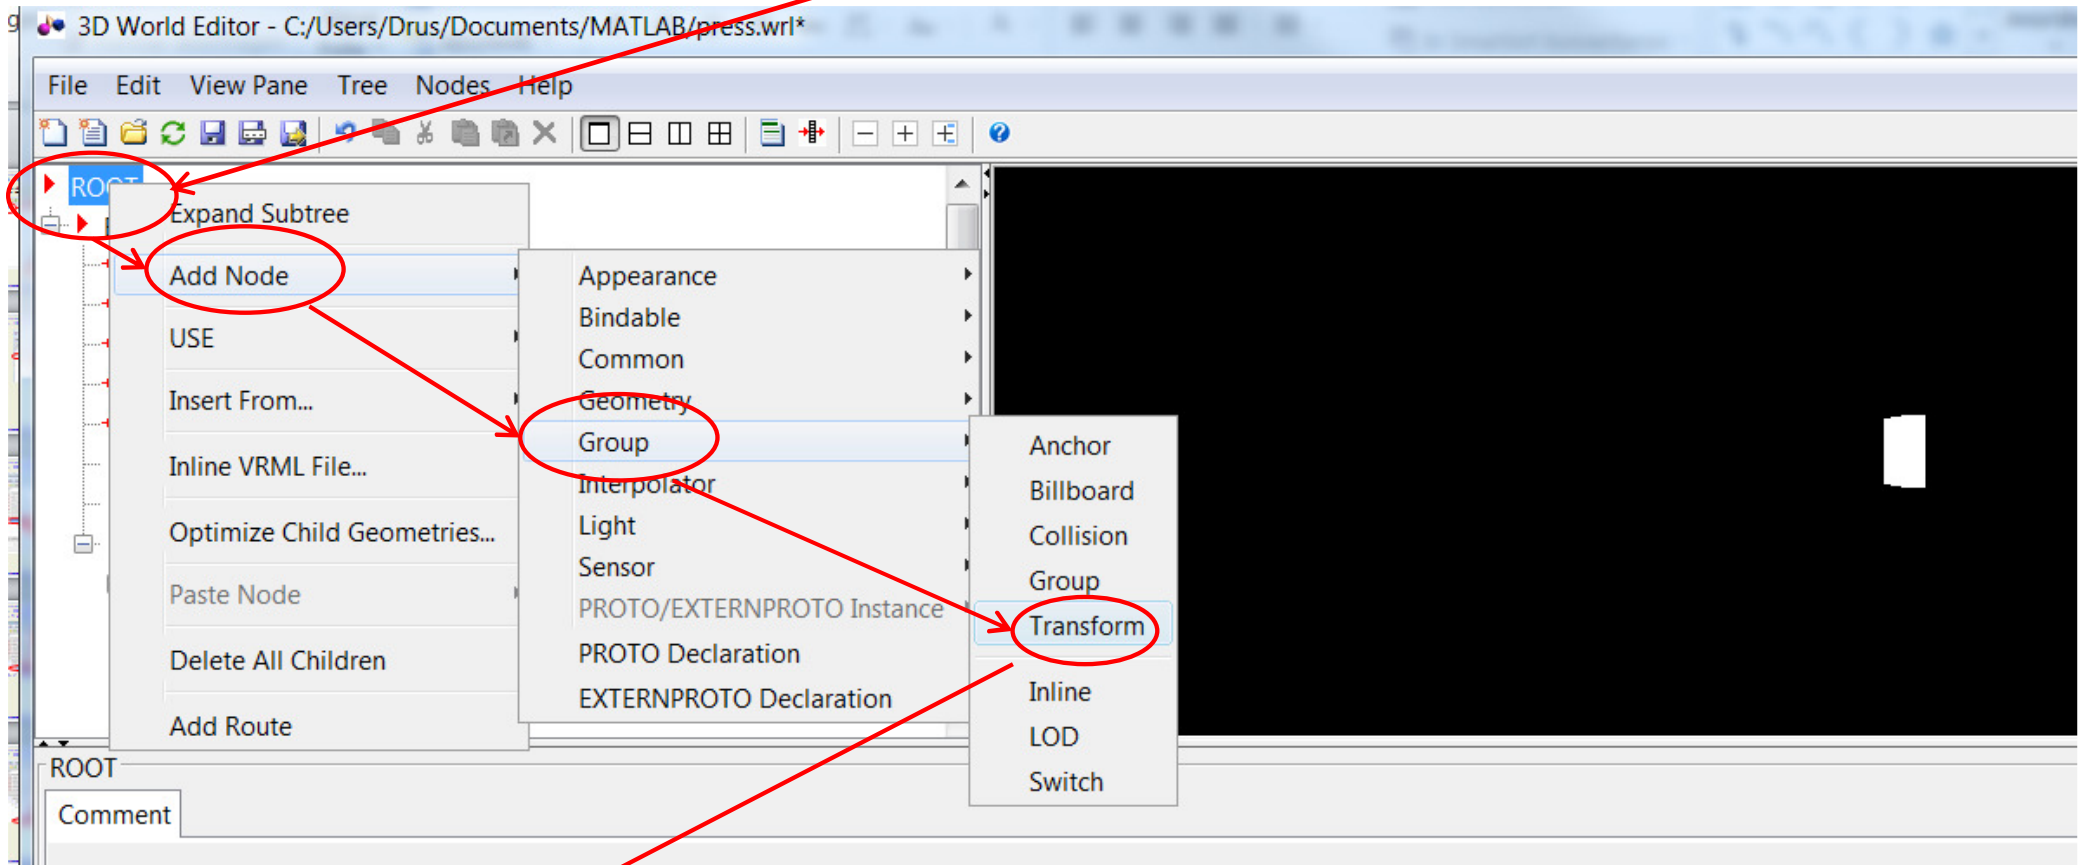 3D World Editor - C:/Users/Drus/Documents/MATLAB/press.wrl*
File Edit View Pane Tree Nodes Help
ROOT
Expand Subtree
Add Node
USE
Insert From...
Inline VRML File...
Optimize Child Geometries...
Paste Node
Delete All Children
Add Route
Appearance
Bindable
Common
Geometry
Group
Interpolator
Light
Sensor
PROTO/EXTERNPROTO Instance
PROTO Declaration
EXTERNPROTO Declaration
Anchor
Billboard
Collision
Group
Transform
Inline
LOD
Switch
ROOT
Comment